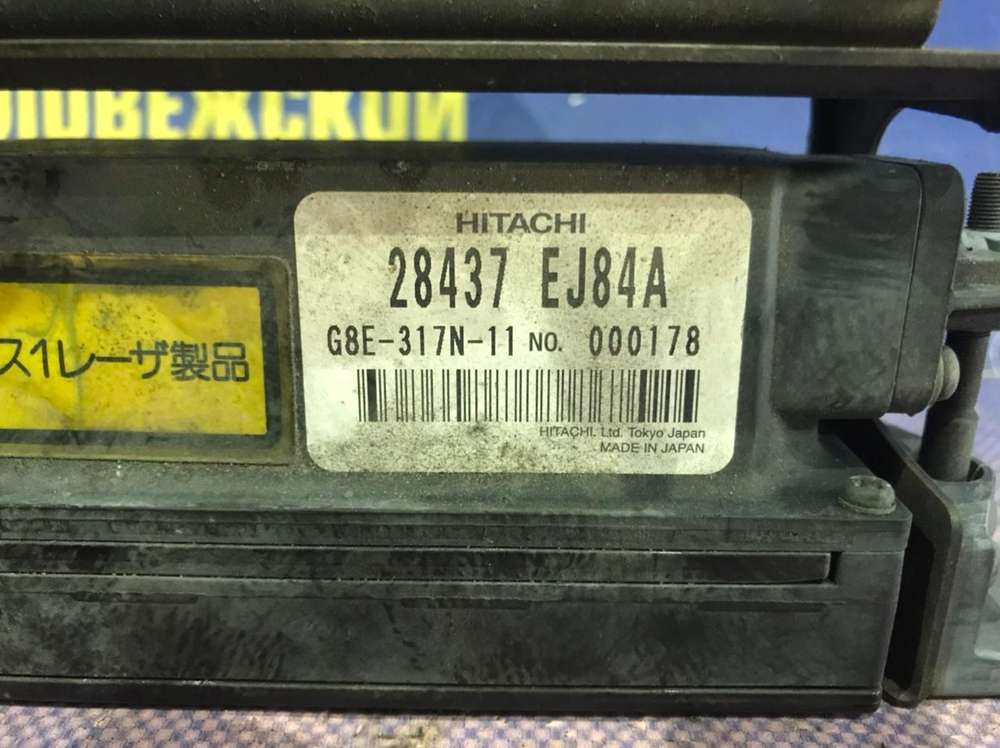 ЛОВЕЖСКОЙ
HITACHI
28437 EJ84A
G8E-317N-11 NO. 000178
HITACHI. Ltd. Tokyo Japan
MADE IN JAPAN
ス1レーザ製品